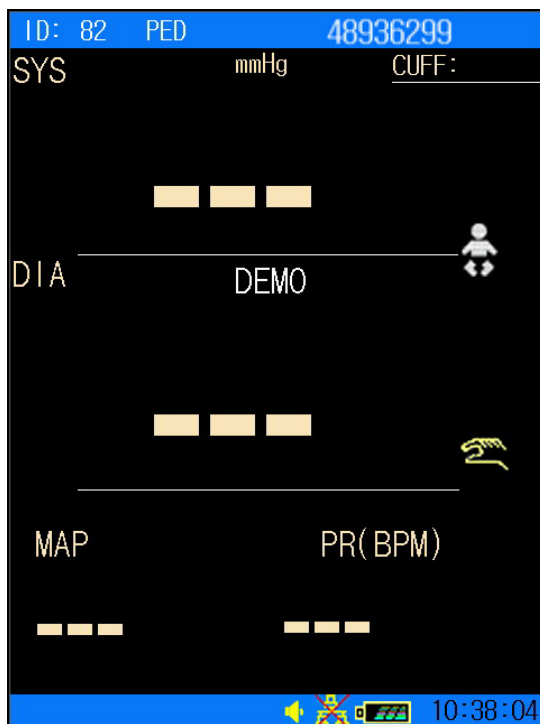 ID: 82 PED 48936299
SYS mmHg CUFF:
--- 
DIA DEMO
---
MAP PR(BPM)
--- ---
10:38:04